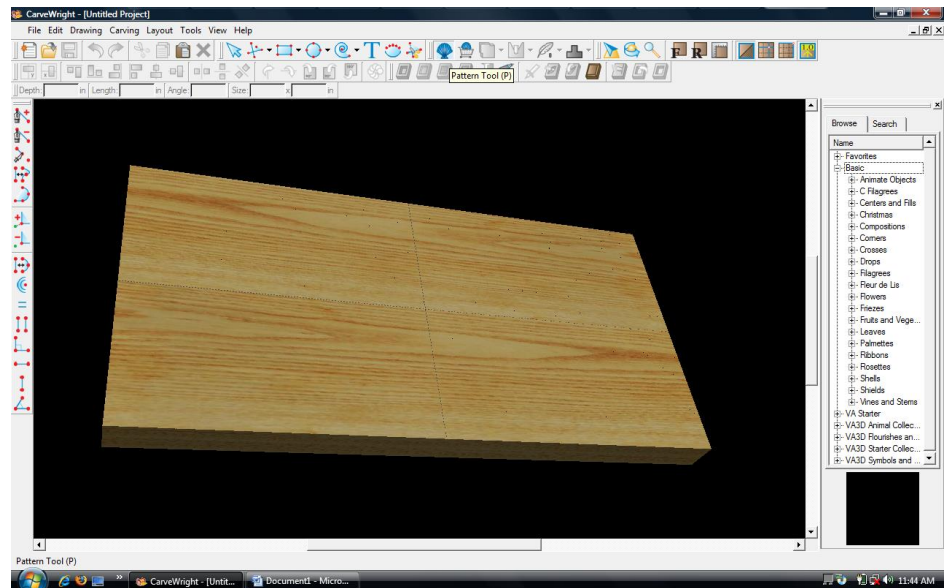 CarveWright - [Untitled Project]
File Edit Drawing Carving Layout Tools View Help
Pattern Tool (P)
Depth: in Length: in Angle: Size: x in
Browse Search
Name
Favorites
Basic
Animate Objects
C Filagrees
Centers and Fills
Christmas
Compositions
Corners
Crosses
Drops
Filagrees
Fleur de Lis
Flowers
Friezes
Fruits and Vege...
Leaves
Palmettes
Ribbons
Rosettes
Shells
Shields
Vines and Stems
VA Starter
VA3D Animal Collec...
VA3D Flourishes an...
VA3D Starter Collec...
VA3D Symbols and ...
Pattern Tool (P)
CarveWright - [Untit... Document1 - Micro... 11:44 AM